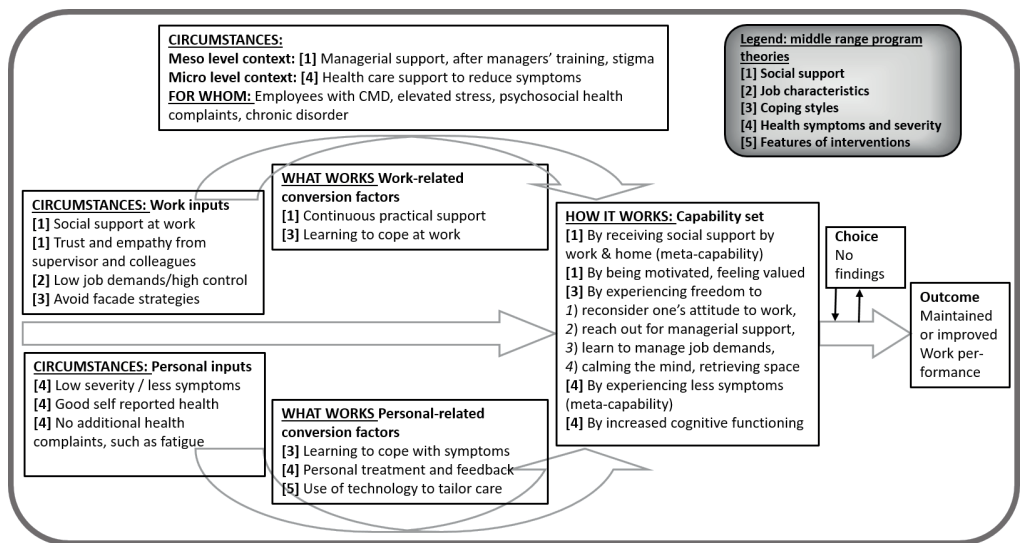 CIRCUMSTANCES:
Meso level context: [1] Managerial support, after managers' training, stigma
Micro level context: [4] Health care support to reduce symptoms
FOR WHOM: Employees with CMD, elevated stress, psychosocial health
complaints, chronic disorder
Legend: middle range program
theories
[1] Social support
[2] Job characteristics
[3] Coping styles
[4] Health symptoms and severity
[5] Features of interventions
CIRCUMSTANCES: Work inputs
[1] Social support at work
[1] Trust and empathy from
supervisor and colleagues
[2] Low job demands/high control
[3] Avoid facade strategies
WHAT WORKS Work-related
conversion factors
[1] Continuous practical support
[3] Learning to cope at work
CIRCUMSTANCES: Personal inputs
[4] Low severity / less symptoms
[4] Good self reported health
[4] No additional health
complaints, such as fatigue
WHAT WORKS Personal-related
conversion factors
[3] Learning to cope with symptoms
[4] Personal treatment and feedback
[5] Use of technology to tailor care
HOW IT WORKS: Capability set
[1] By receiving social support by
work & home (meta-capability)
[1] By being motivated, feeling valued
[3] By experiencing freedom to
1) reconsider one's attitude to work,
2) reach out for managerial support,
3) learn to manage job demands,
4) calming the mind, retrieving space
[4] By experiencing less symptoms
(meta-capability)
[4] By increased cognitive functioning
Choice
No
findings
Outcome
Maintained
or improved
Work per-
formance